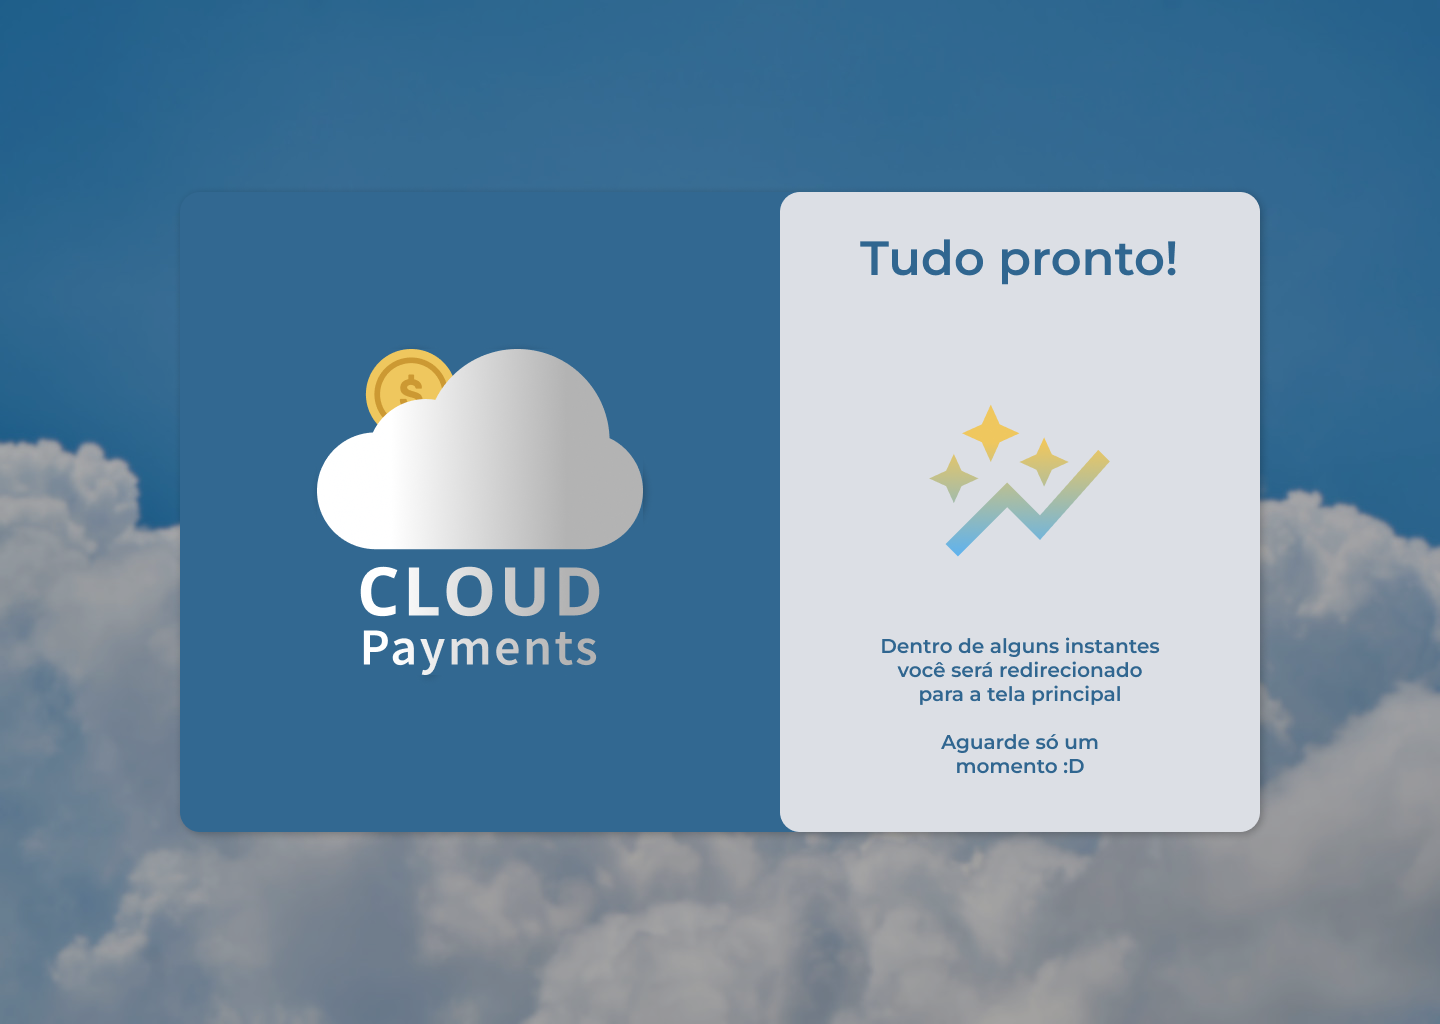 $
CLOUD
Payments
Tudo pronto!
Dentro de alguns instantes
você será redirecionado
para a tela principal
Aguarde só um
momento :D